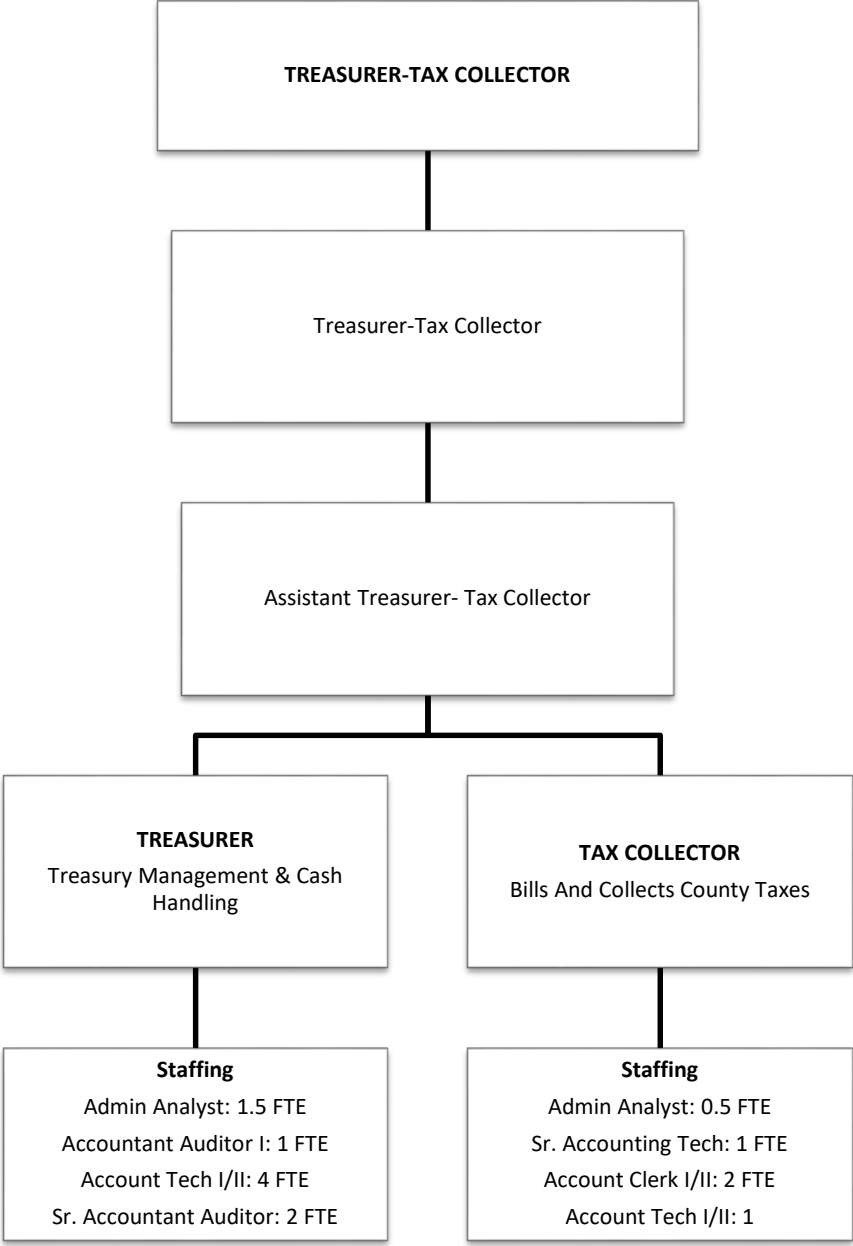 TREASURER-TAX COLLECTOR
Treasurer-Tax Collector
Assistant Treasurer- Tax Collector
TREASURER
Treasury Management & Cash
Handling
TAX COLLECTOR
Bills And Collects County Taxes
Staffing
Admin Analyst: 1.5 FTE
Accountant Auditor I: 1 FTE
Account Tech I/II: 4 FTE
Sr. Accountant Auditor: 2 FTE
Staffing
Admin Analyst: 0.5 FTE
Sr. Accounting Tech: 1 FTE
Account Clerk I/II: 2 FTE
Account Tech I/II: 1